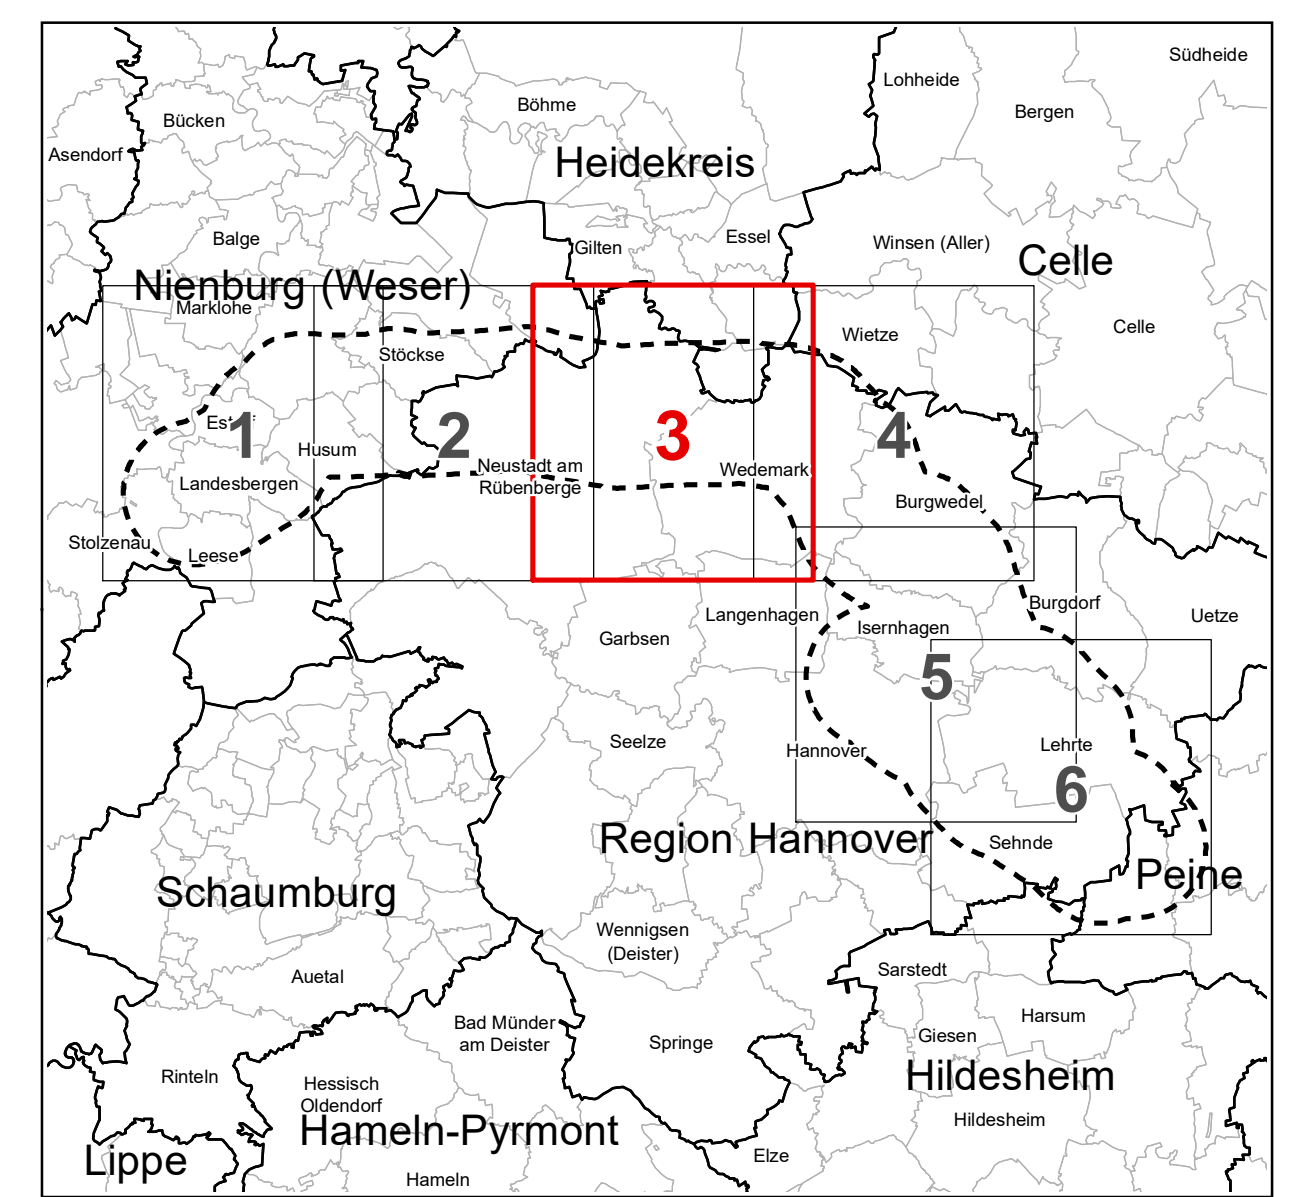 Südheide
Lohheide
Böhme
Bergen
Bücken
Asendorf
Heidekreis
Balge
Gilten
Essel
Winsen (Aller)
Celle
Nienburg (Weser)
Marklohe
Wietze
Celle
Stöckse
1
2
3
4
Husum
Neustadt am
Rübenberge
Wedemark
Landesbergen
Burgwedel
Stolzenau
Leese
Burgdorf
Langenhagen
Uetze
Isernhagen
Garbsen
5
Seelze
Hannover
Lehrte
6
Region Hannover
Sehnde
Peine
Schaumburg
Wennigsen
(Deister)
Auetal
Sarstedt
Harsum
Bad Münder
am Deister
Springe
Giesen
Rinteln
Hessisch
Oldendorf
Hildesheim
Hildesheim
Hameln-Pyrmont
Lippe
Elze
Hameln